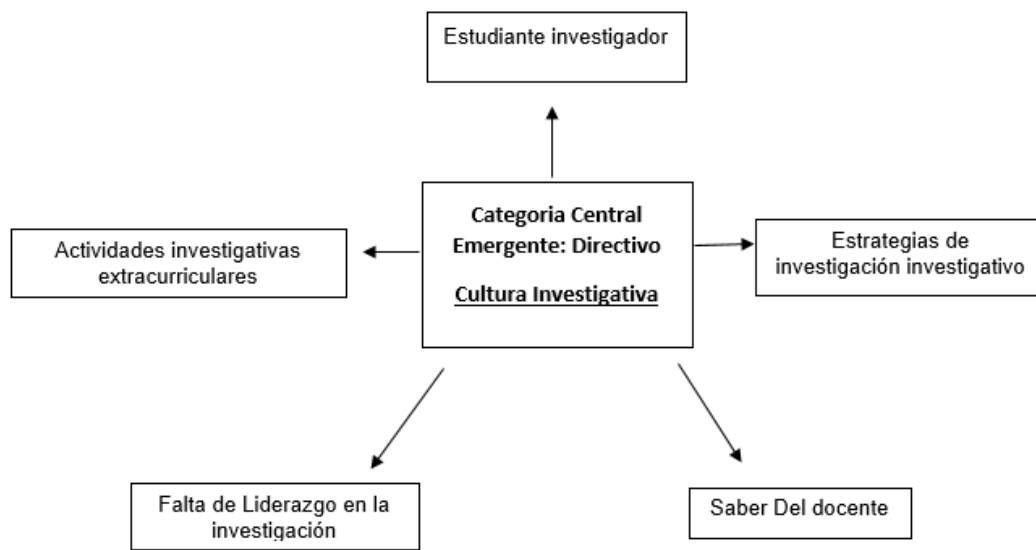 Estudiante investigador
Categoria Central
Emergente: Directivo
Cultura Investigativa
Actividades investigativas
extracurriculares
Estrategias de
investigación investigativo
Falta de Liderazgo en la
investigación
Saber Del docente